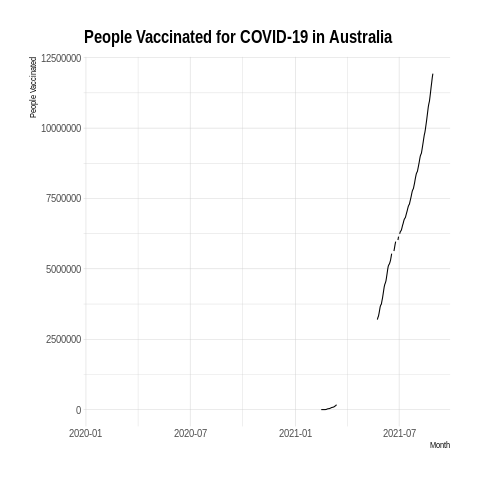 People Vaccinated for COVID-19 in Australia
People Vaccinated
12500000
10000000
7500000
5000000
2500000
0
2020-01 2020-07 2021-01 2021-07
Month